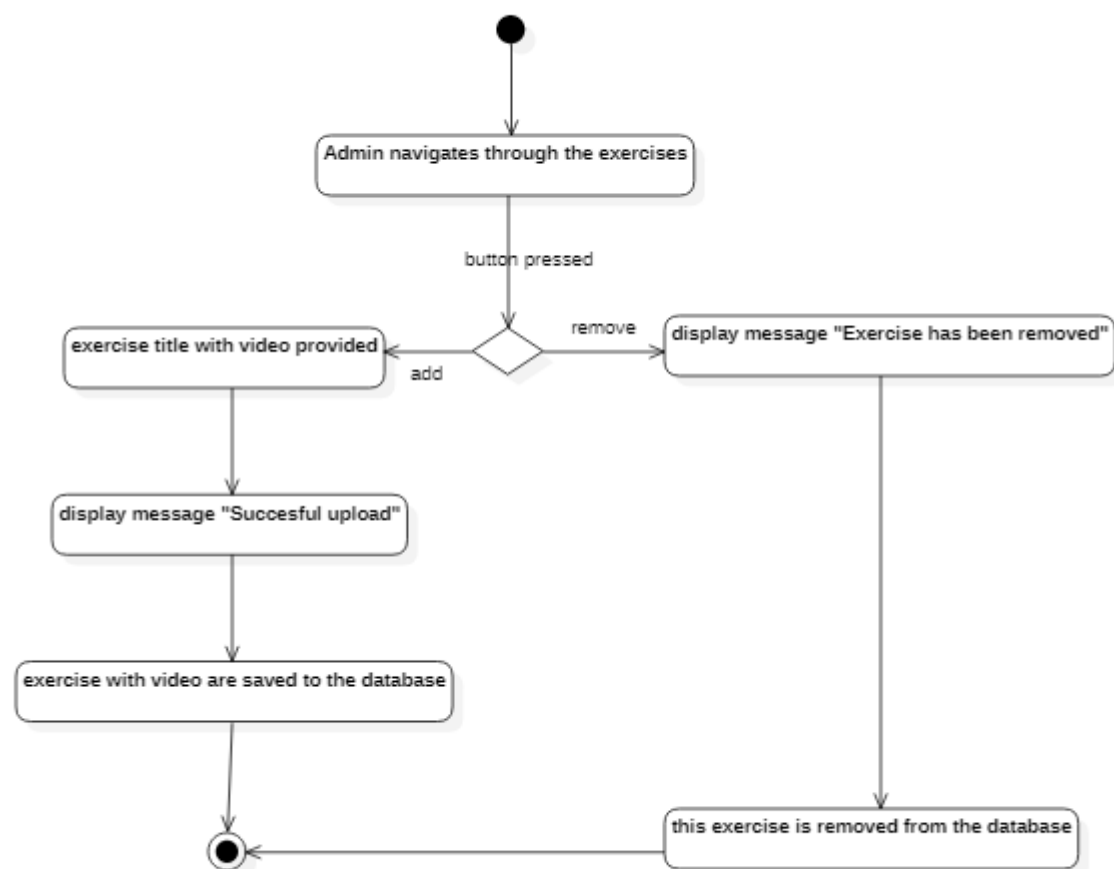 Admin navigates through the exercises
button pressed
remove
display message "Exercise has been removed"
exercise title with video provided
add
display message "Succesful upload"
exercise with video are saved to the database
this exercise is removed from the database